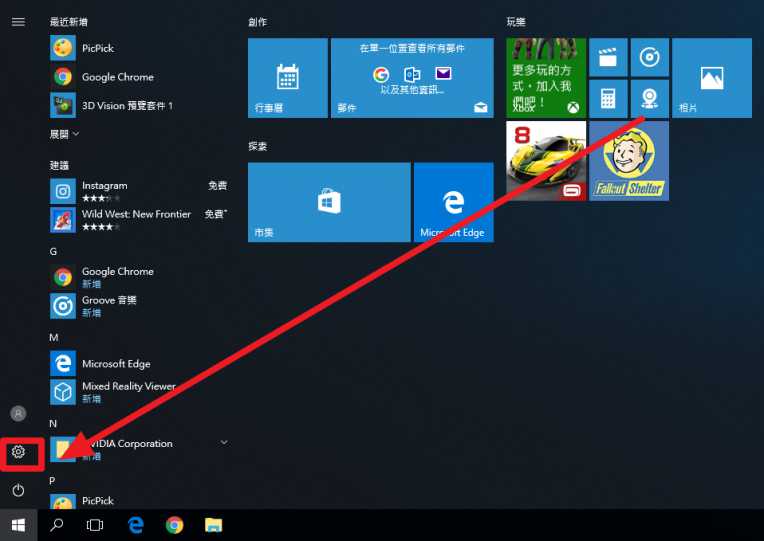 最近新增
PicPick
Google Chrome
3D Vision 預覽套件 1
展開
建議
Instagram 免費
Wild West: New Frontier 免費*
G
Google Chrome
新增
Groove 音樂
新增
M
Microsoft Edge
Mixed Reality Viewer
新增
N
VIDIA Corporation
新增
P
PicPick
創作
行事曆
在單一位置查看所有郵件
以及其他資訊...
郵件
探索
市集
Microsoft Edge
玩樂
更多玩的方
式，加入我
們吧！
XBOX
相片
8
Fallout Shelter